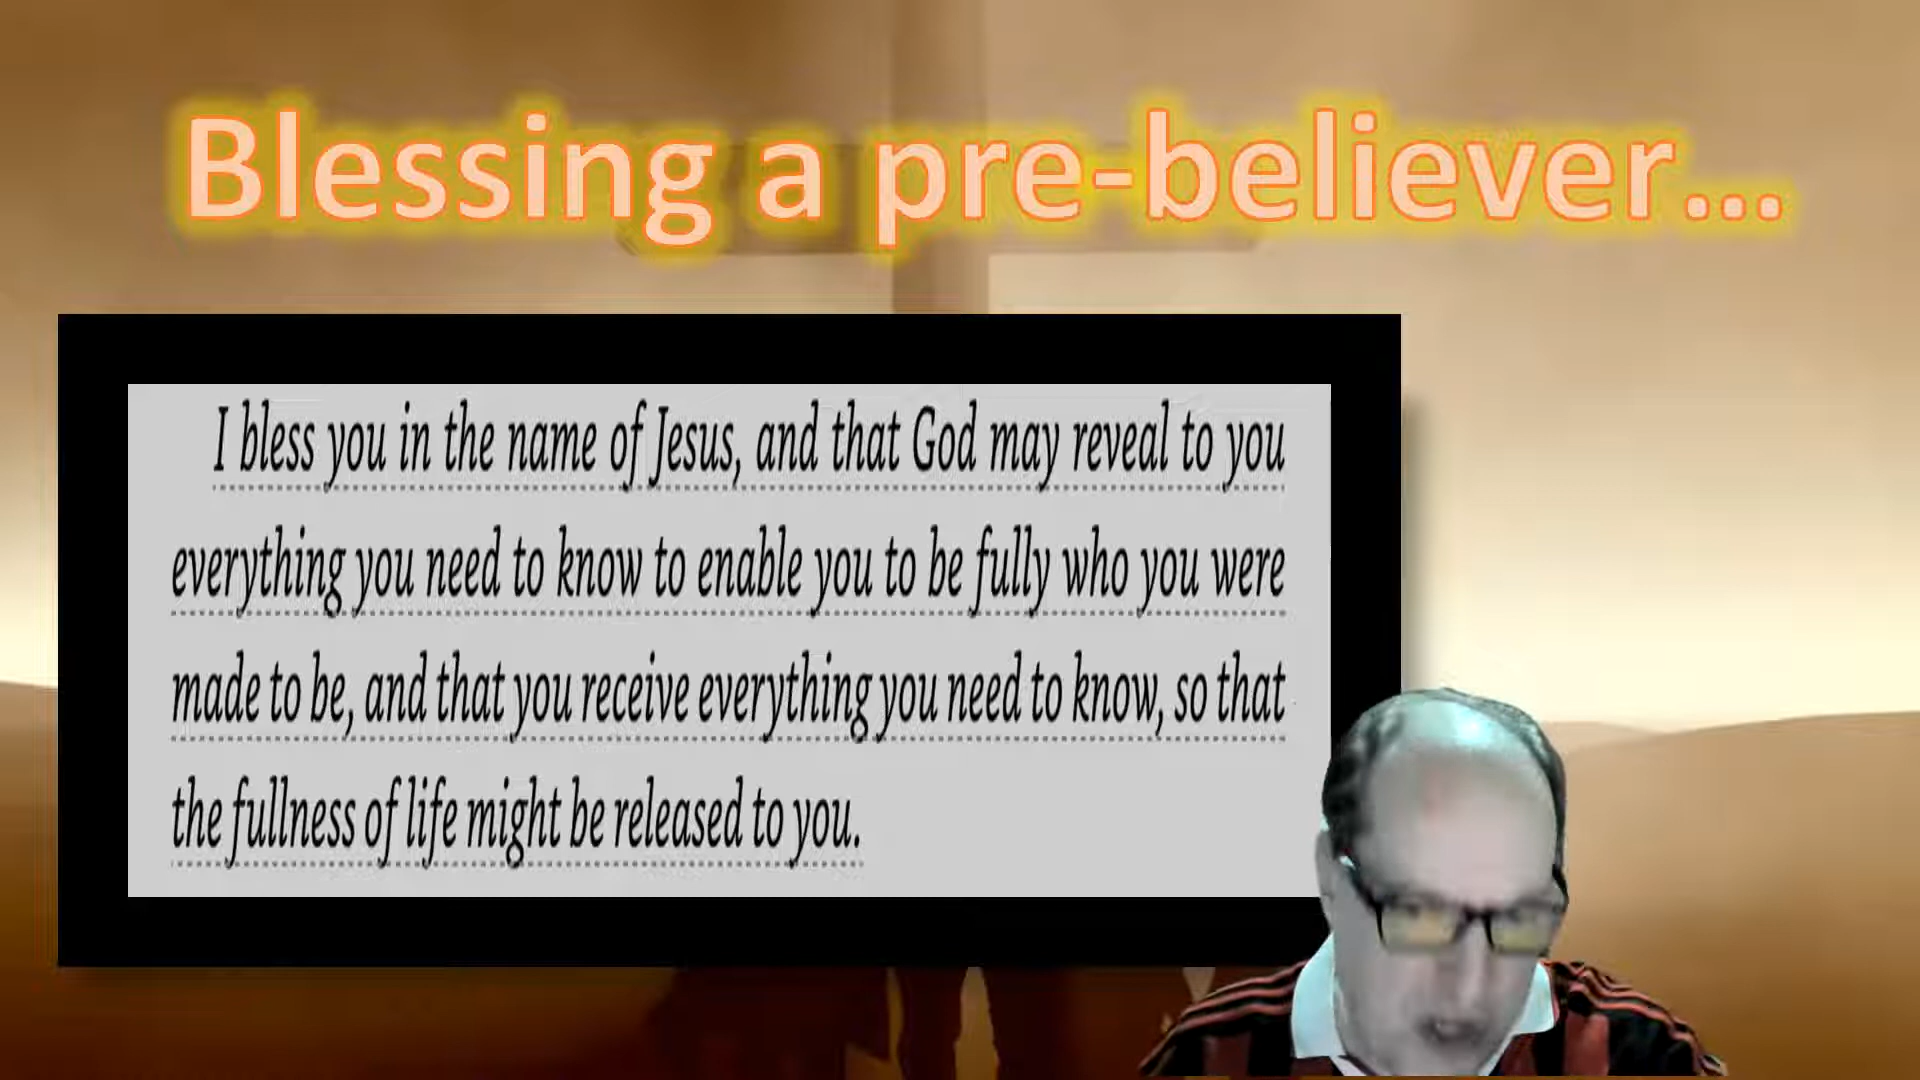 Blessing a pre-believer...
I bless you in the name of Jesus, and that God may reveal to you
everything you need to know to enable you to be fully who you were
made to be, and that you receive everything you need to know, so that
the fullness of life might be released to you.